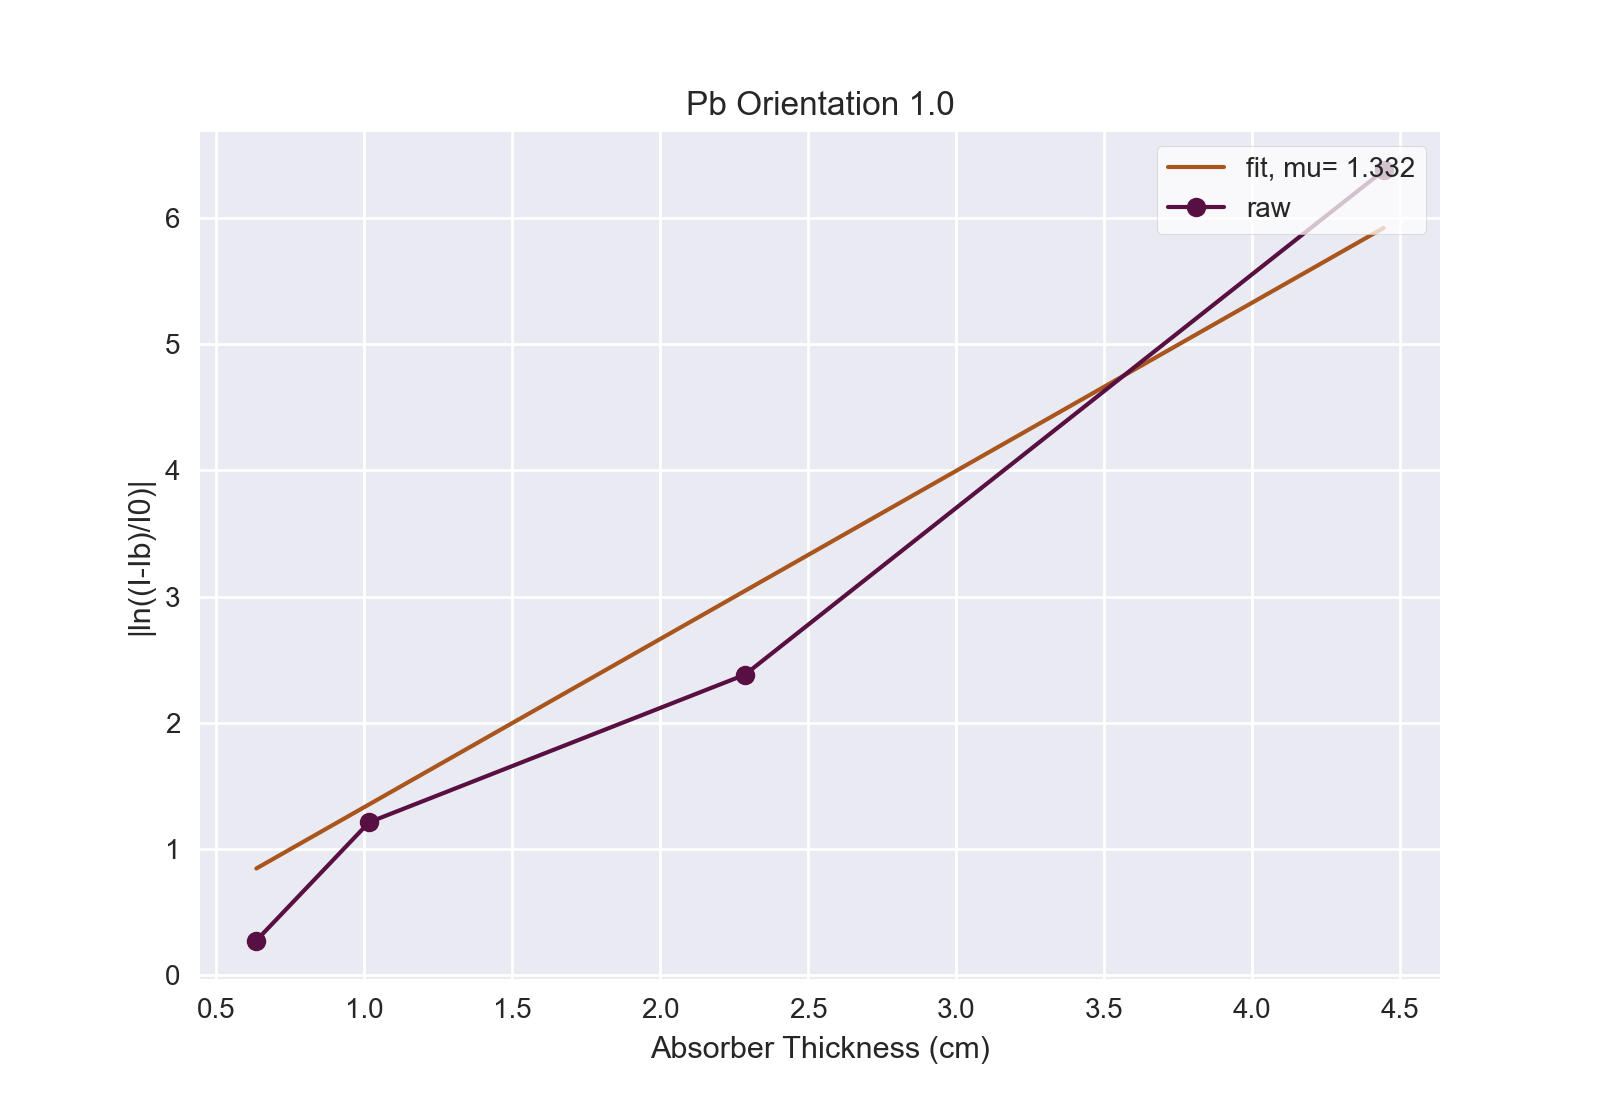 Pb Orientation 1.0
fit, mu= 1.332
raw
6
5
4
3
2
1
0
|ln((I-Ib)/I0)|
0.5 1.0 1.5 2.0 2.5 3.0 3.5 4.0 4.5
Absorber Thickness (cm)